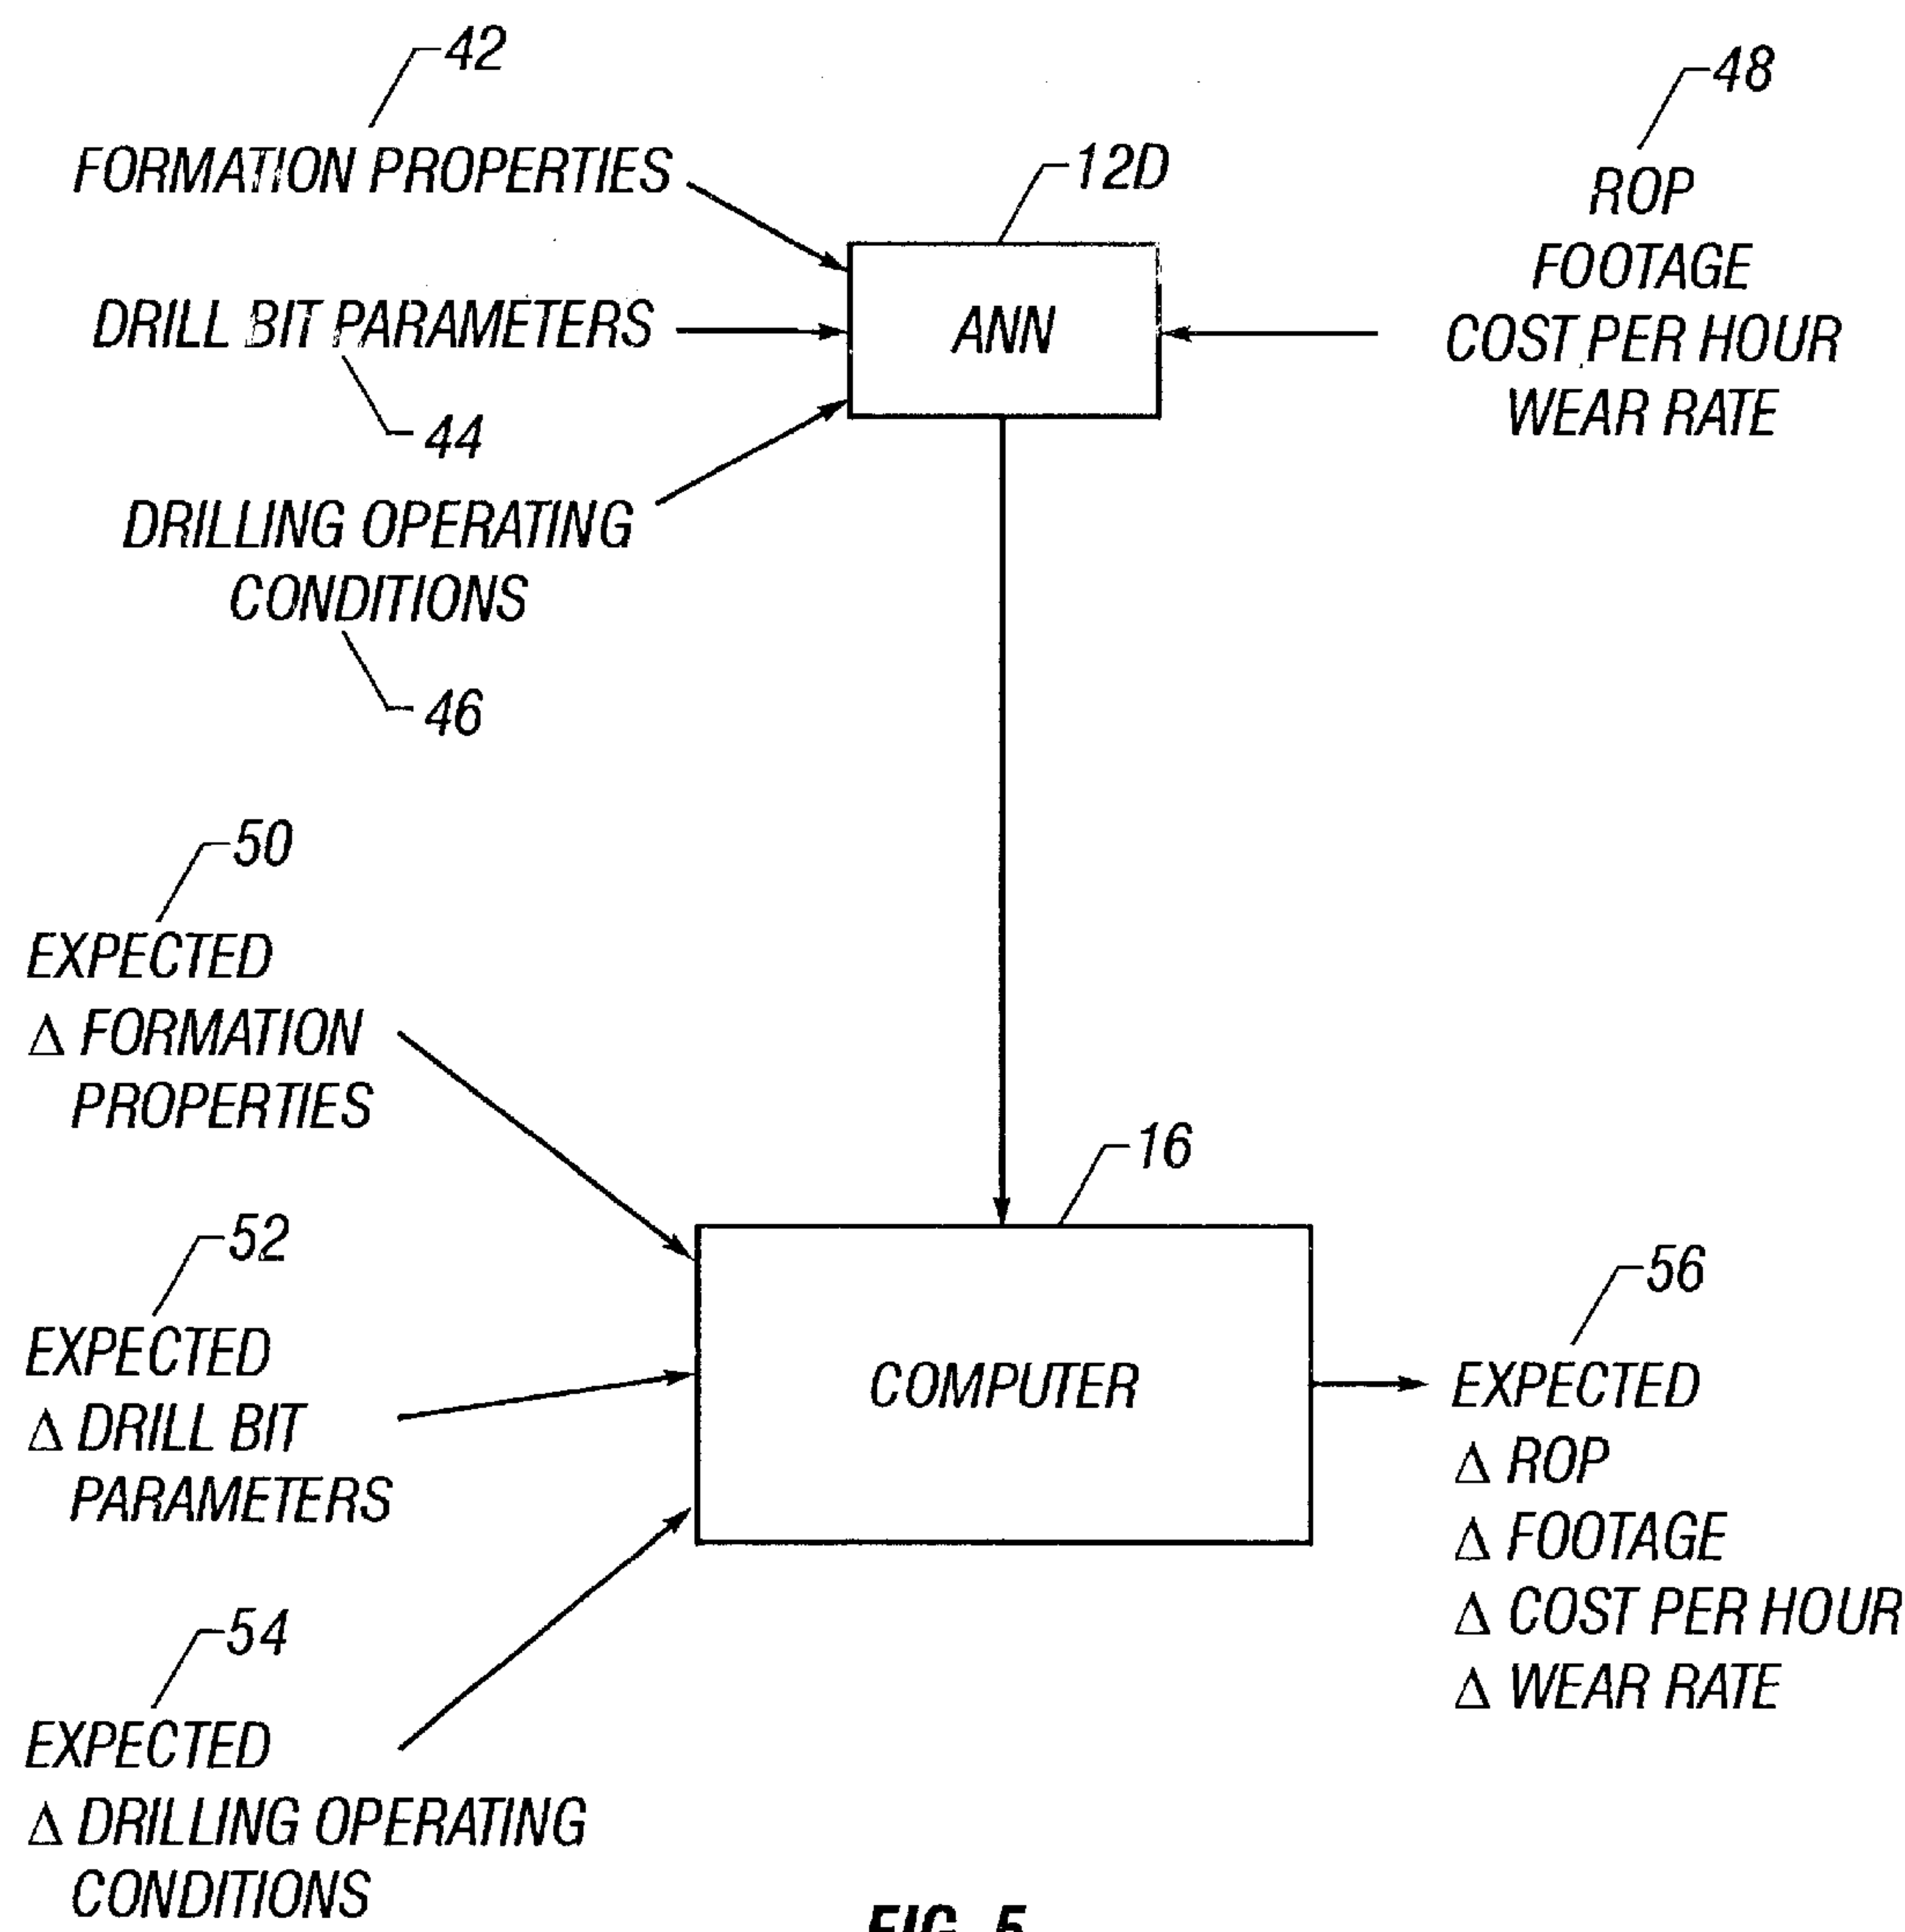 42
FORMATION PROPERTIES
DRILL BIT PARAMETERS
44
DRILLING OPERATING
CONDITIONS
46
12D
ANN
48
ROP
FOOTAGE
COST PER HOUR
WEAR RATE
50
EXPECTED
Δ FORMATION
PROPERTIES
52
EXPECTED
Δ DRILL BIT
PARAMETERS
54
EXPECTED
Δ DRILLING OPERATING
CONDITIONS
16
COMPUTER
56
EXPECTED
Δ ROP
Δ FOOTAGE
Δ COST PER HOUR
Δ WEAR RATE
FIG. 5